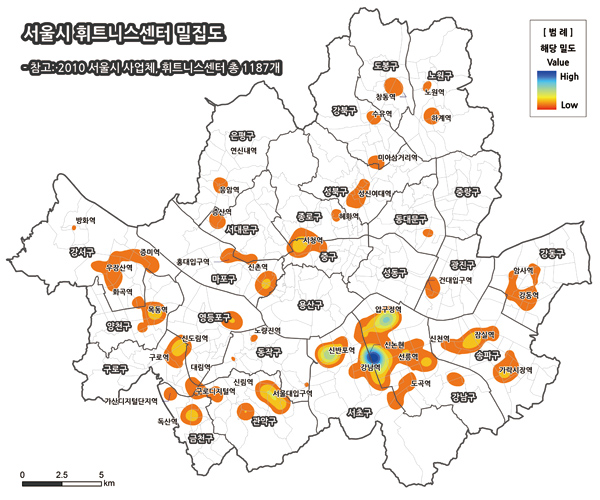 서울시 휘트니스센터 밀집도
- 참고: 2010 서울시 사업체, 휘트니스센터 총 1187개
[ 범 례 ]
해당 밀도
Value
High
Low
도봉구
노원구
창동역
노원역
강북구
수유역
하계역
은평구
연신내역
미아삼거리역
응암역
성북구
성신여대역
중랑구
증산역
종로구
혜화역
방화역
서대문구
동대문구
시청역
강서구
중미역
중구
강동구
우장산역
홍대입구역
신촌역
성동구
광진구
암사역
마포구
건대입구역
화곡역
강동역
용산구
목동역
압구정역
영등포구
양천구
노량진역
신도림역
신천역
잠실역
신논현
동작구
신반포역
구로역
선릉역
송파구
구로구
대림역
강남역
가락시장역
신림역
도곡역
강남구
구로디지털역
서울대입구역
가산디지털단지역
서초구
독산역
관악구
금천구
0 2.5 5
km